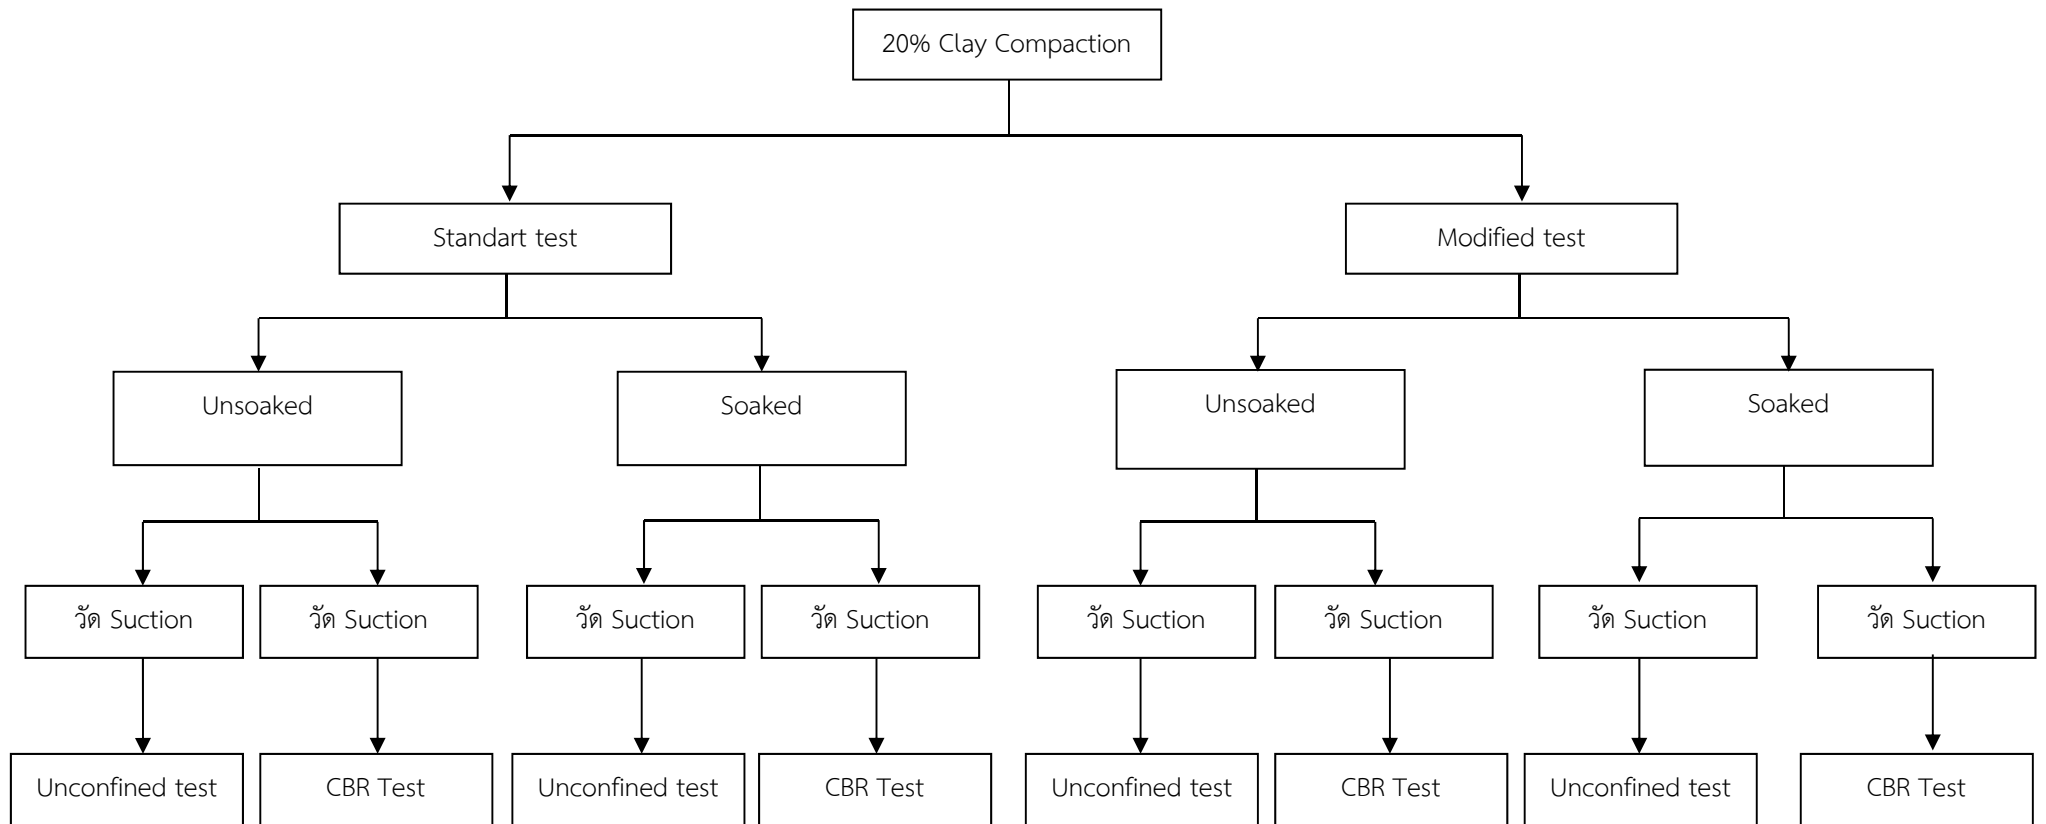 20% Clay Compaction
Standart test
Modified test
Unsoaked
Soaked
Unsoaked
Soaked
วัด Suction
วัด Suction
วัด Suction
วัด Suction
วัด Suction
วัด Suction
วัด Suction
วัด Suction
Unconfined test
CBR Test
Unconfined test
CBR Test
Unconfined test
CBR Test
Unconfined test
CBR Test